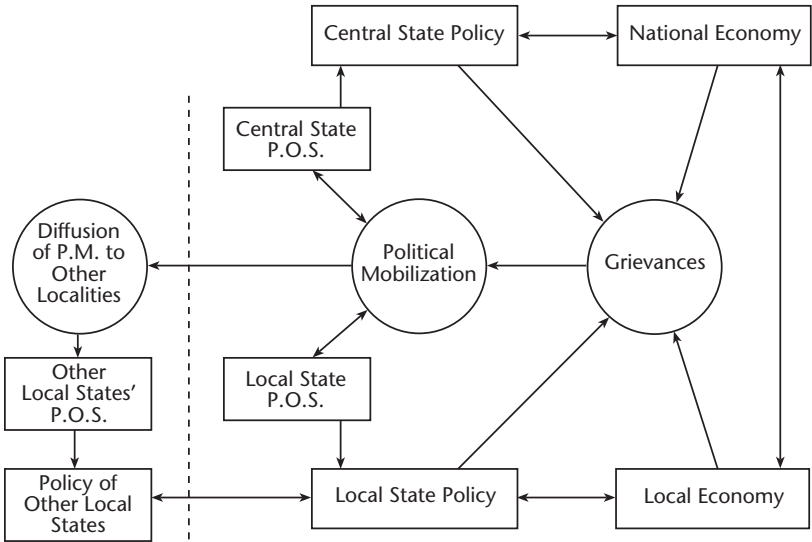 Central State Policy
National Economy
Central State
P.O.S.
Diffusion
of P.M. to
Other
Localities
Political
Mobilization
Grievances
Other
Local States’
P.O.S.
Local State
P.O.S.
Policy of
Other Local
States
Local State Policy
Local Economy